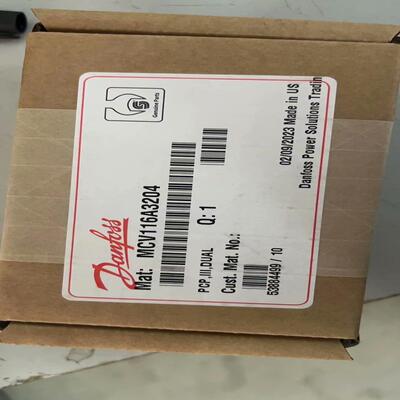 Danfoss
Genuine Parts
Mat: MCV116A3204
Q: 1
PCP,III,DUAL
Cust. Mat. No.:
53884499 / 10
02/09/2023 Made in US
Danfoss Power Solutions Tradin